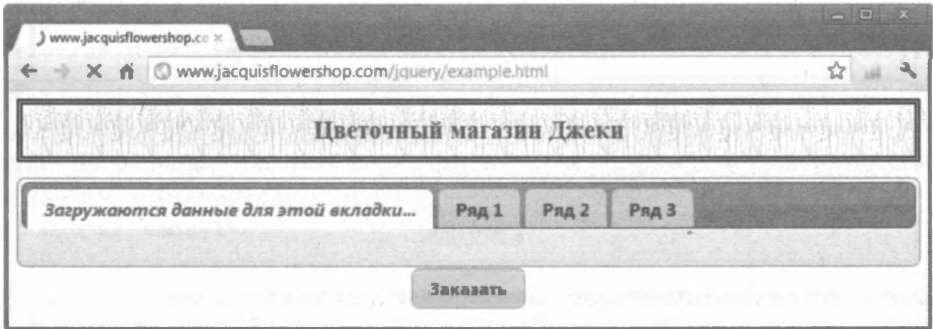 www.jacquisflowershop.co
www.jacquisflowershop.com/jquery/example.html
Цветочный магазин Джеки
Загружаются данные для этой вкладки... Ряд 1 Ряд 2 Ряд 3
Заказать